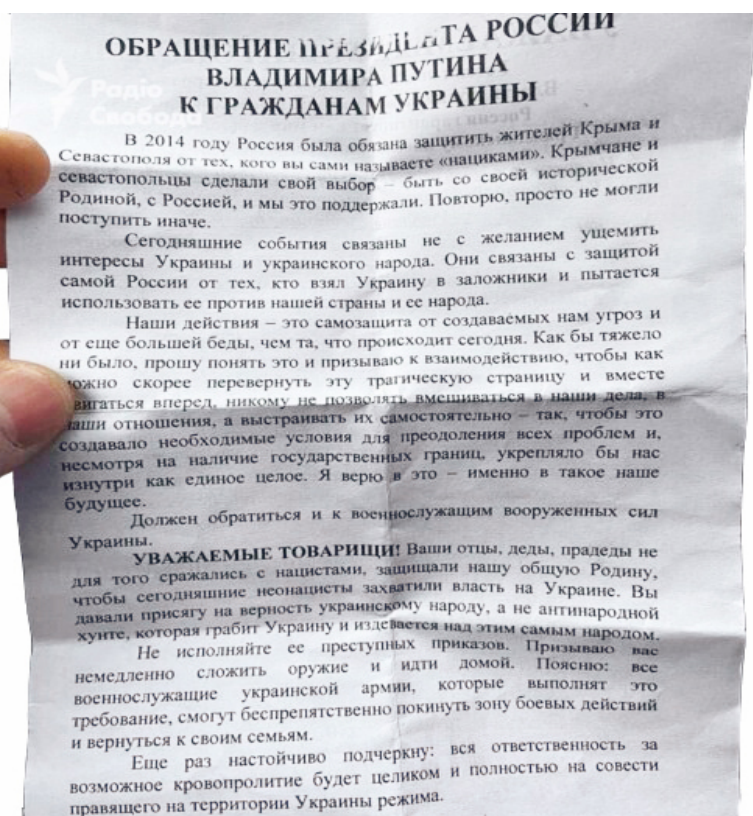 ОБРАЩЕНИЕ ПРЕЗИДЕНТА РОССИИ
ВЛАДИМИРА ПУТИНА
К ГРАЖДАНАМ УКРАИНЫ
Радіо
Свобода
В 2014 году Россия была обязана защитить жителей Крыма и
Севастополя от тех, кого вы сами называете «нациками». Крымчане и
севастопольцы сделали свой выбор – быть со своей исторической
Родиной, с Россией, и мы это поддержали. Повторю, просто не могли
поступить иначе.
Сегодняшние события связаны не с желанием ущемить
интересы Украины и украинского народа. Они связаны с защитой
самой России от тех, кто взял Украину в заложники и пытается
использовать ее против нашей страны и ее народа.
Наши действия – это самозащита от создаваемых нам угроз и
от еще большей беды, чем та, что происходит сегодня. Как бы тяжело
ни было, прошу понять это и призываю к взаимодействию, чтобы как
можно скорее перевернуть эту трагическую страницу и вместе
двигаться вперед, никому не позволять вмешиваться в наши дела, в
наши отношения, а выстраивать их самостоятельно – так, чтобы это
создавало необходимые условия для преодоления всех проблем и,
несмотря на наличие государственных границ, укрепляло бы нас
изнутри как единое целое. Я верю в это – именно в такое наше
будущее.
Должен обратиться и к военнослужащим вооруженных сил
Украины.
УВАЖАЕМЫЕ ТОВАРИЩИ! Ваши отцы, деды, прадеды не
для того сражались с нацистами, защищали нашу общую Родину,
чтобы сегодняшние неонацисты захватили власть на Украине. Вы
давали присягу на верность украинскому народу, а не антинародной
хунте, которая грабит Украину и издевается над этим самым народом.
Не исполняйте ее преступных приказов. Призываю вас
немедленно сложить оружие и идти домой. Поясню: все
военнослужащие украинской армии, которые выполнят это
требование, смогут беспрепятственно покинуть зону боевых действий
и вернуться к своим семьям.
Еще раз настойчиво подчеркну: вся ответственность за
возможное кровопролитие будет целиком и полностью на совести
правящего на территории Украины режима.